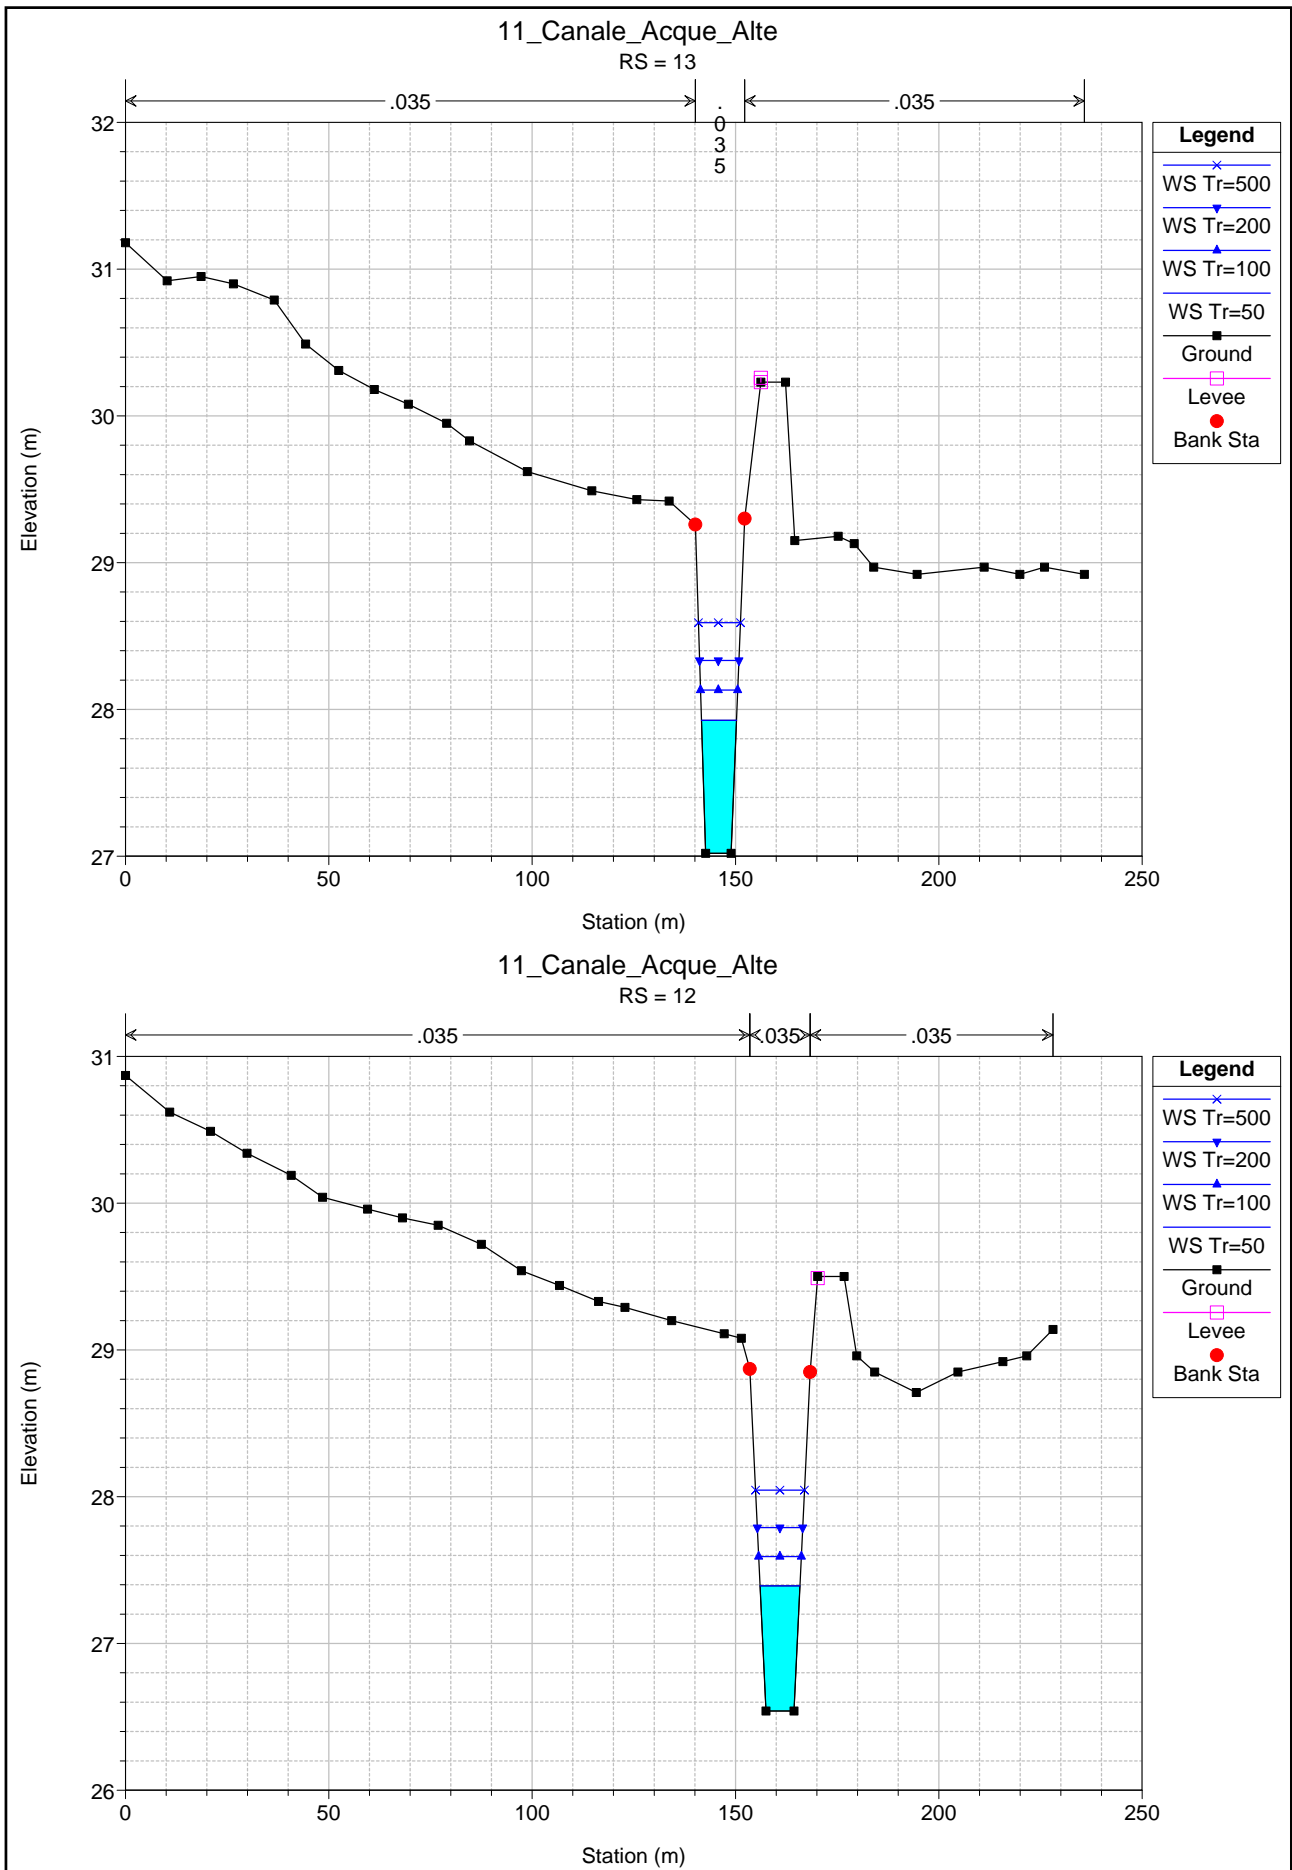 11_Canale_Acque_Alte
RS = 13
.035
.035
.035
32
31
30
29
28
27
0
50
100
150
200
250
Elevation (m)
Station (m)
Legend
WS Tr=500
WS Tr=200
WS Tr=100
WS Tr=50
Ground
Levee
Bank Sta
11_Canale_Acque_Alte
RS = 12
.035
.035
.035
31
30
29
28
27
26
0
50
100
150
200
250
Elevation (m)
Station (m)
Legend
WS Tr=500
WS Tr=200
WS Tr=100
WS Tr=50
Ground
Levee
Bank Sta